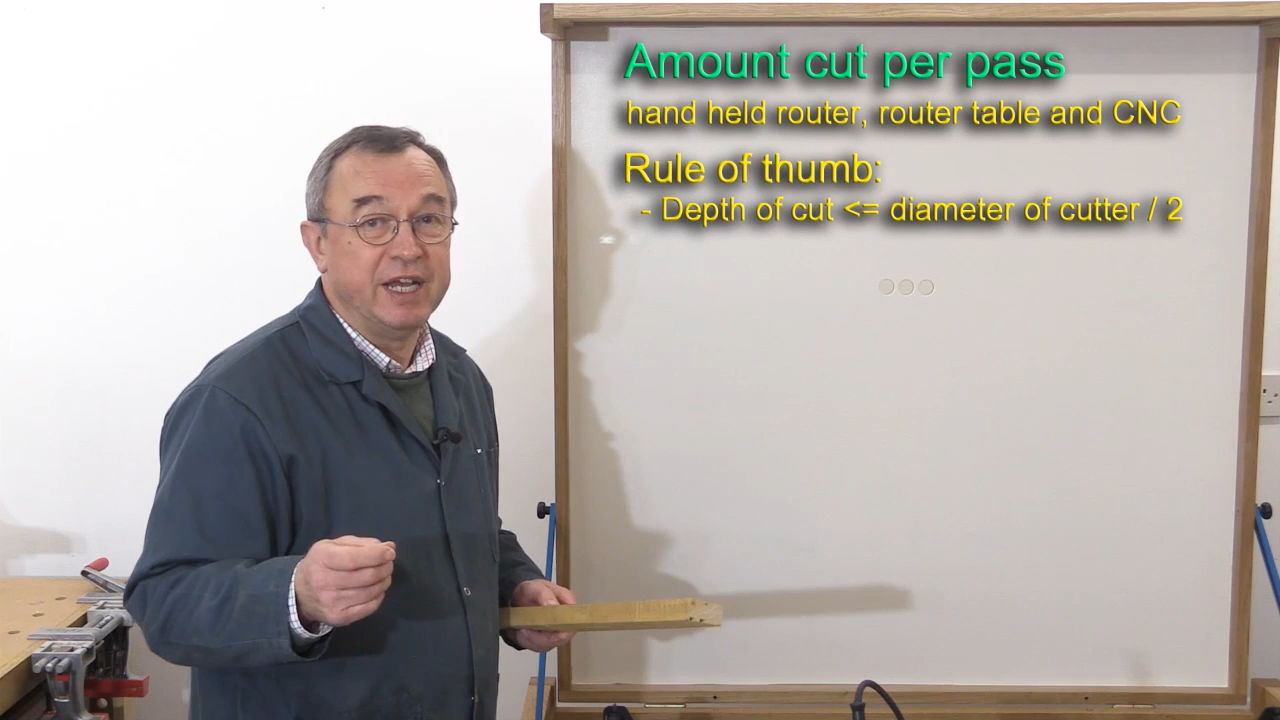 Amount cut per pass
hand held router, router table and CNC
Rule of thumb:
- Depth of cut <= diameter of cutter / 2